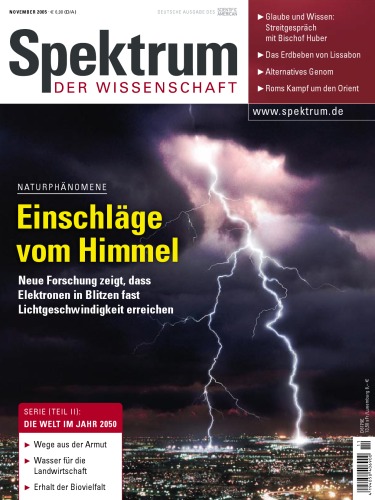 NOVEMBER 2005
DEUTSCHE AUSGABE DES SCIENTIFIC AMERICAN
Spektrum
DER WISSENSCHAFT
▶ Glaube und Wissen:
Streitgespräch
mit Bischof Huber
▶ Das Erdbeben von Lissabon
▶ Alternatives Genom
▶ Roms Kampf um den Orient
www.spektrum.de
NATURPHÄNOMENE
Einschläge
vom Himmel
Neue Forschung zeigt, dass
Elektronen in Blitzen fast
Lichtgeschwindigkeit erreichen
SERIE (TEIL II):
DIE WELT IM JAHR 2050
▶ Wege aus der Armut
▶ Wasser für die
Landwirtschaft
▶ Erhalt der Biovielfalt